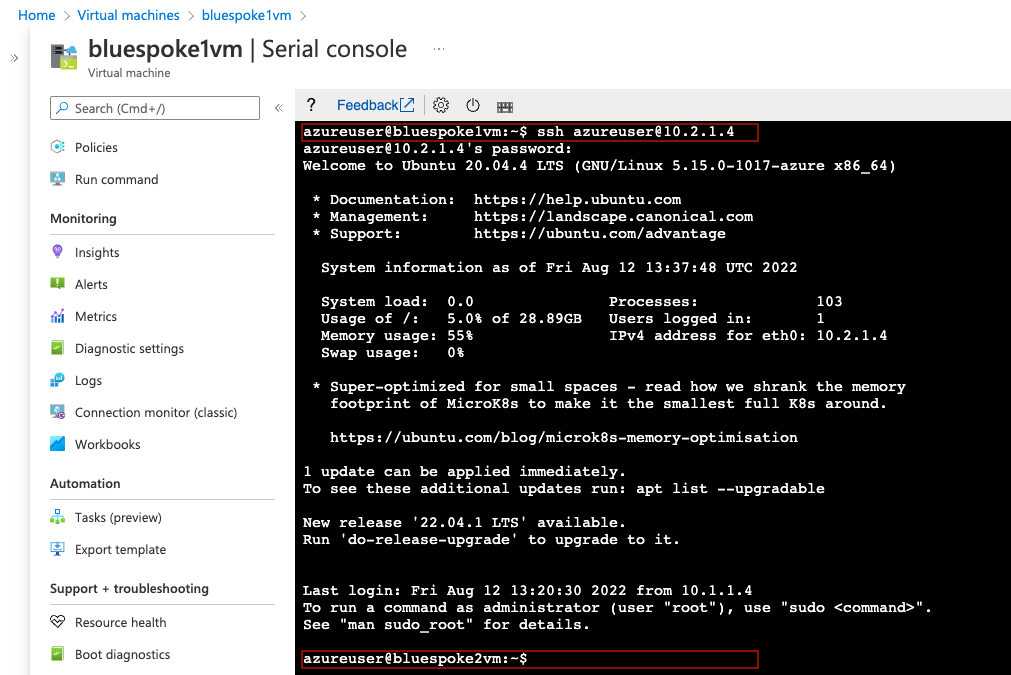 Home > Virtual machines > bluespoke1vm >
»
bluespoke1vm | Serial console ...
Virtual machine
Search (Cmd+/)
«
Policies
Run command
Monitoring
Insights
Alerts
Metrics
Diagnostic settings
Logs
Connection monitor (classic)
Workbooks
Automation
Tasks (preview)
Export template
Support + troubleshooting
Resource health
Boot diagnostics
? Feedback
azureuser@bluespoke1vm:~$ ssh azureuser@10.2.1.4
azureuser@10.2.1.4's password:
Welcome to Ubuntu 20.04.4 LTS (GNU/Linux 5.15.0-1017-azure x86_64)
* Documentation: https://help.ubuntu.com
* Management: https://landscape.canonical.com
* Support: https://ubuntu.com/advantage
System information as of Fri Aug 12 13:37:48 UTC 2022
System load: 0.0 Processes: 103
Usage of /: 5.0% of 28.89GB Users logged in: 1
Memory usage: 55% IPv4 address for eth0: 10.2.1.4
Swap usage: 0%
* Super-optimized for small spaces - read how we shrank the memory
footprint of MicroK8s to make it the smallest full K8s around.
https://ubuntu.com/blog/microk8s-memory-optimisation
1 update can be applied immediately.
To see these additional updates run: apt list --upgradable
New release '22.04.1 LTS' available.
Run 'do-release-upgrade' to upgrade to it.
Last login: Fri Aug 12 13:20:30 2022 from 10.1.1.4
To run a command as administrator (user "root"), use "sudo <command>".
See "man sudo_root" for details.
azureuser@bluespoke2vm:~$